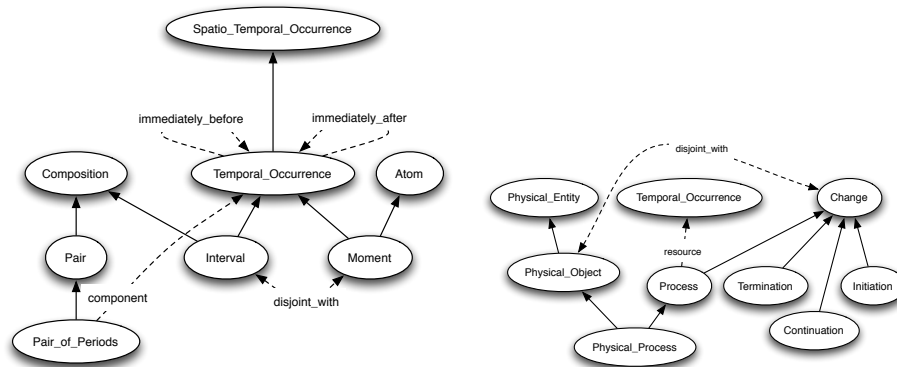 Spatio_Temporal_Occurrence
immediately_before
immediately_after
Composition
Temporal_Occurrence
Atom
Pair
Interval
Moment
component
disjoint_with
Pair_of_Periods
disjoint_with
Physical_Entity
Temporal_Occurrence
Change
resource
Physical_Object
Process
Termination
Initiation
Continuation
Physical_Process